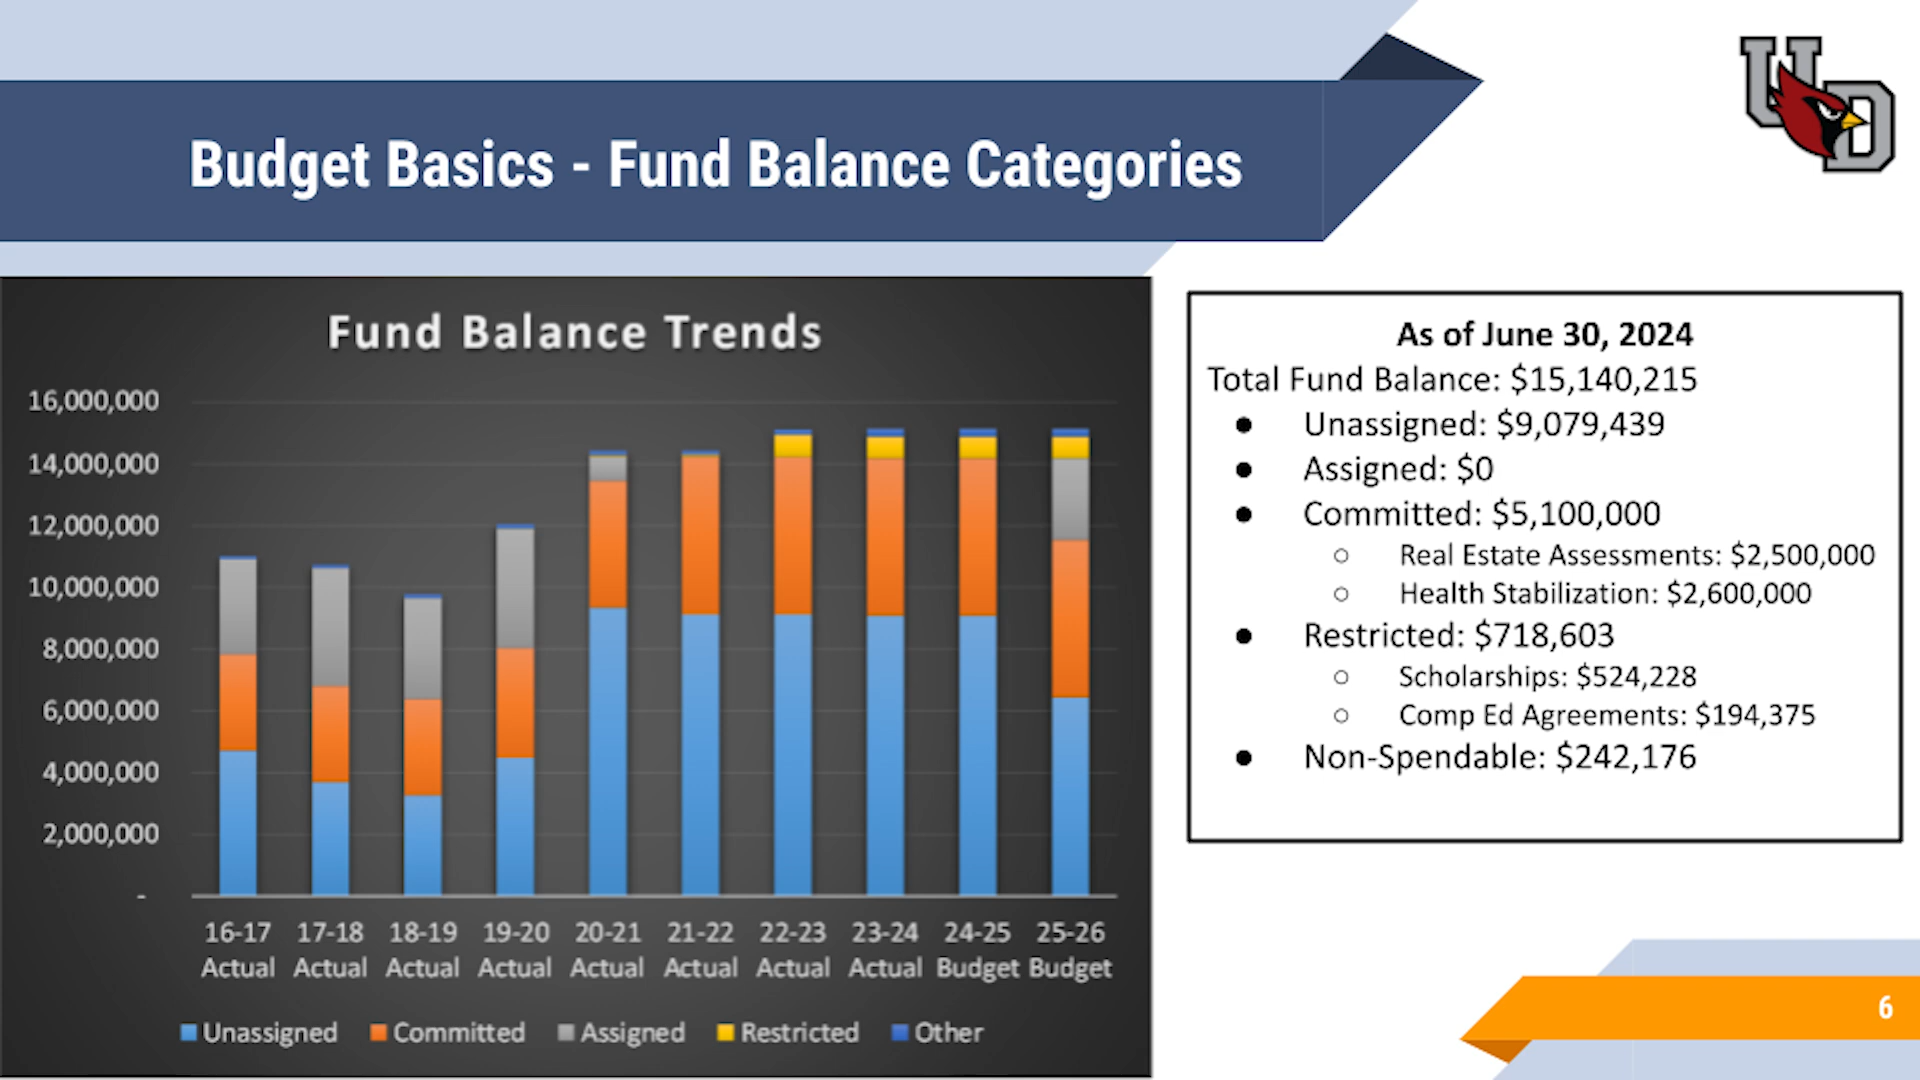 UD
Budget Basics - Fund Balance Categories
Fund Balance Trends
16,000,000
14,000,000
12,000,000
10,000,000
8,000,000
6,000,000
4,000,000
2,000,000
-
16-17 17-18 18-19 19-20 20-21 21-22 22-23 23-24 24-25 25-26
Actual Actual Actual Actual Actual Actual Actual Actual Budget Budget
Unassigned Committed Assigned Restricted Other
As of June 30, 2024
Total Fund Balance: $15,140,215
● Unassigned: $9,079,439
● Assigned: $0
● Committed: $5,100,000
○ Real Estate Assessments: $2,500,000
○ Health Stabilization: $2,600,000
● Restricted: $718,603
○ Scholarships: $524,228
○ Comp Ed Agreements: $194,375
● Non-Spendable: $242,176
6